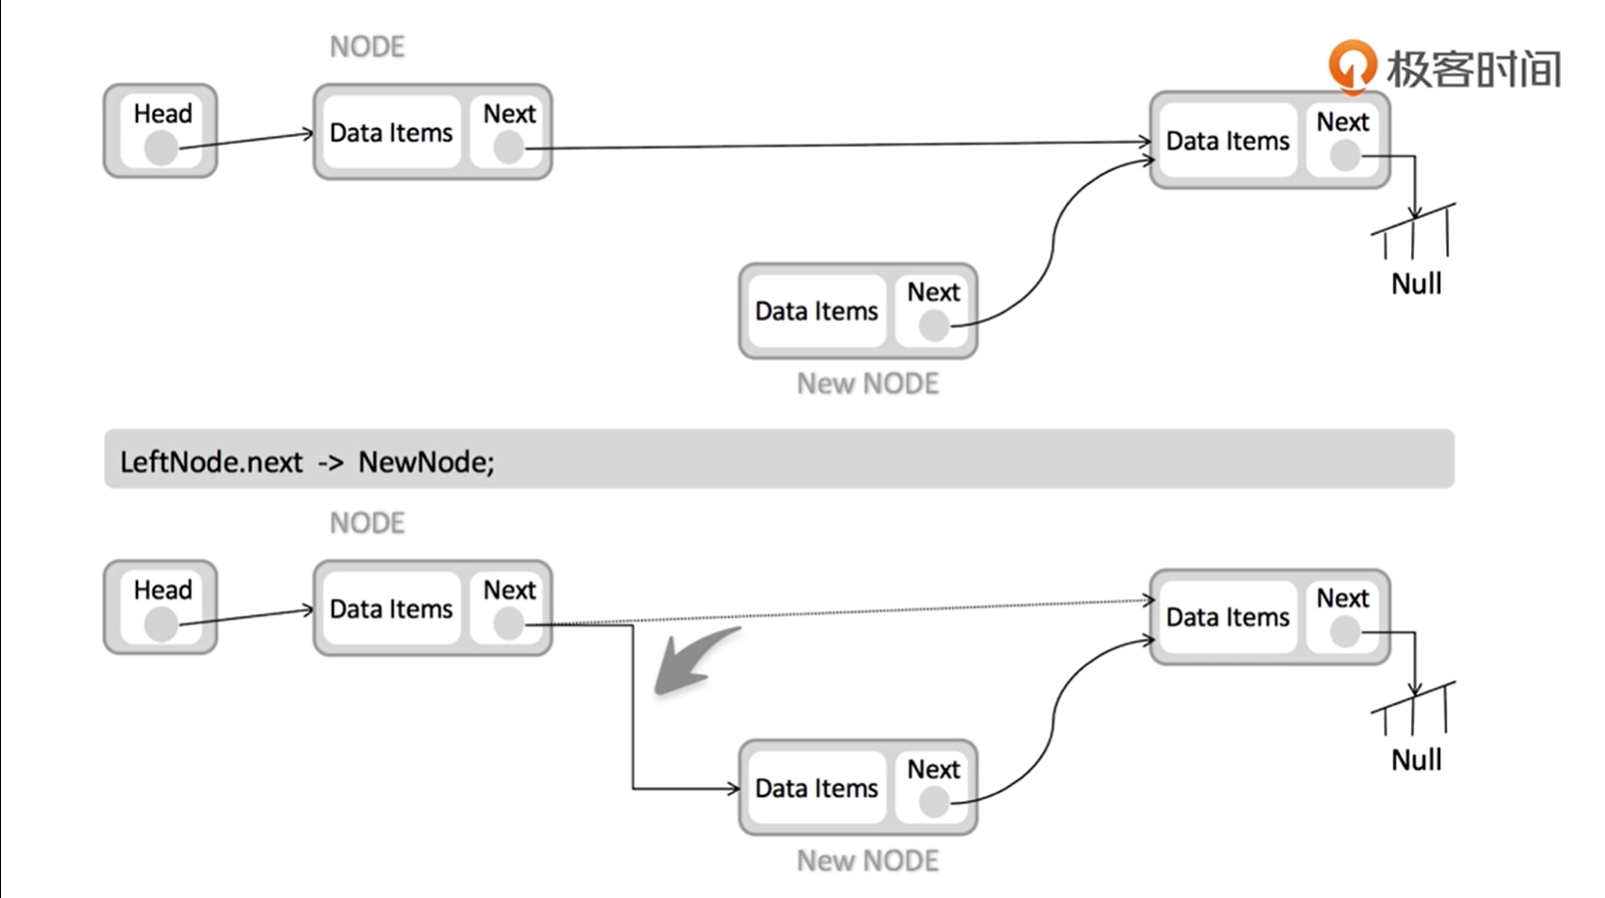 NODE
极客时间
Head
Data Items
Next
Data Items
Next
Null
Data Items
Next
New NODE
LeftNode.next -> NewNode;
NODE
Head
Data Items
Next
Data Items
Next
Null
Data Items
Next
New NODE